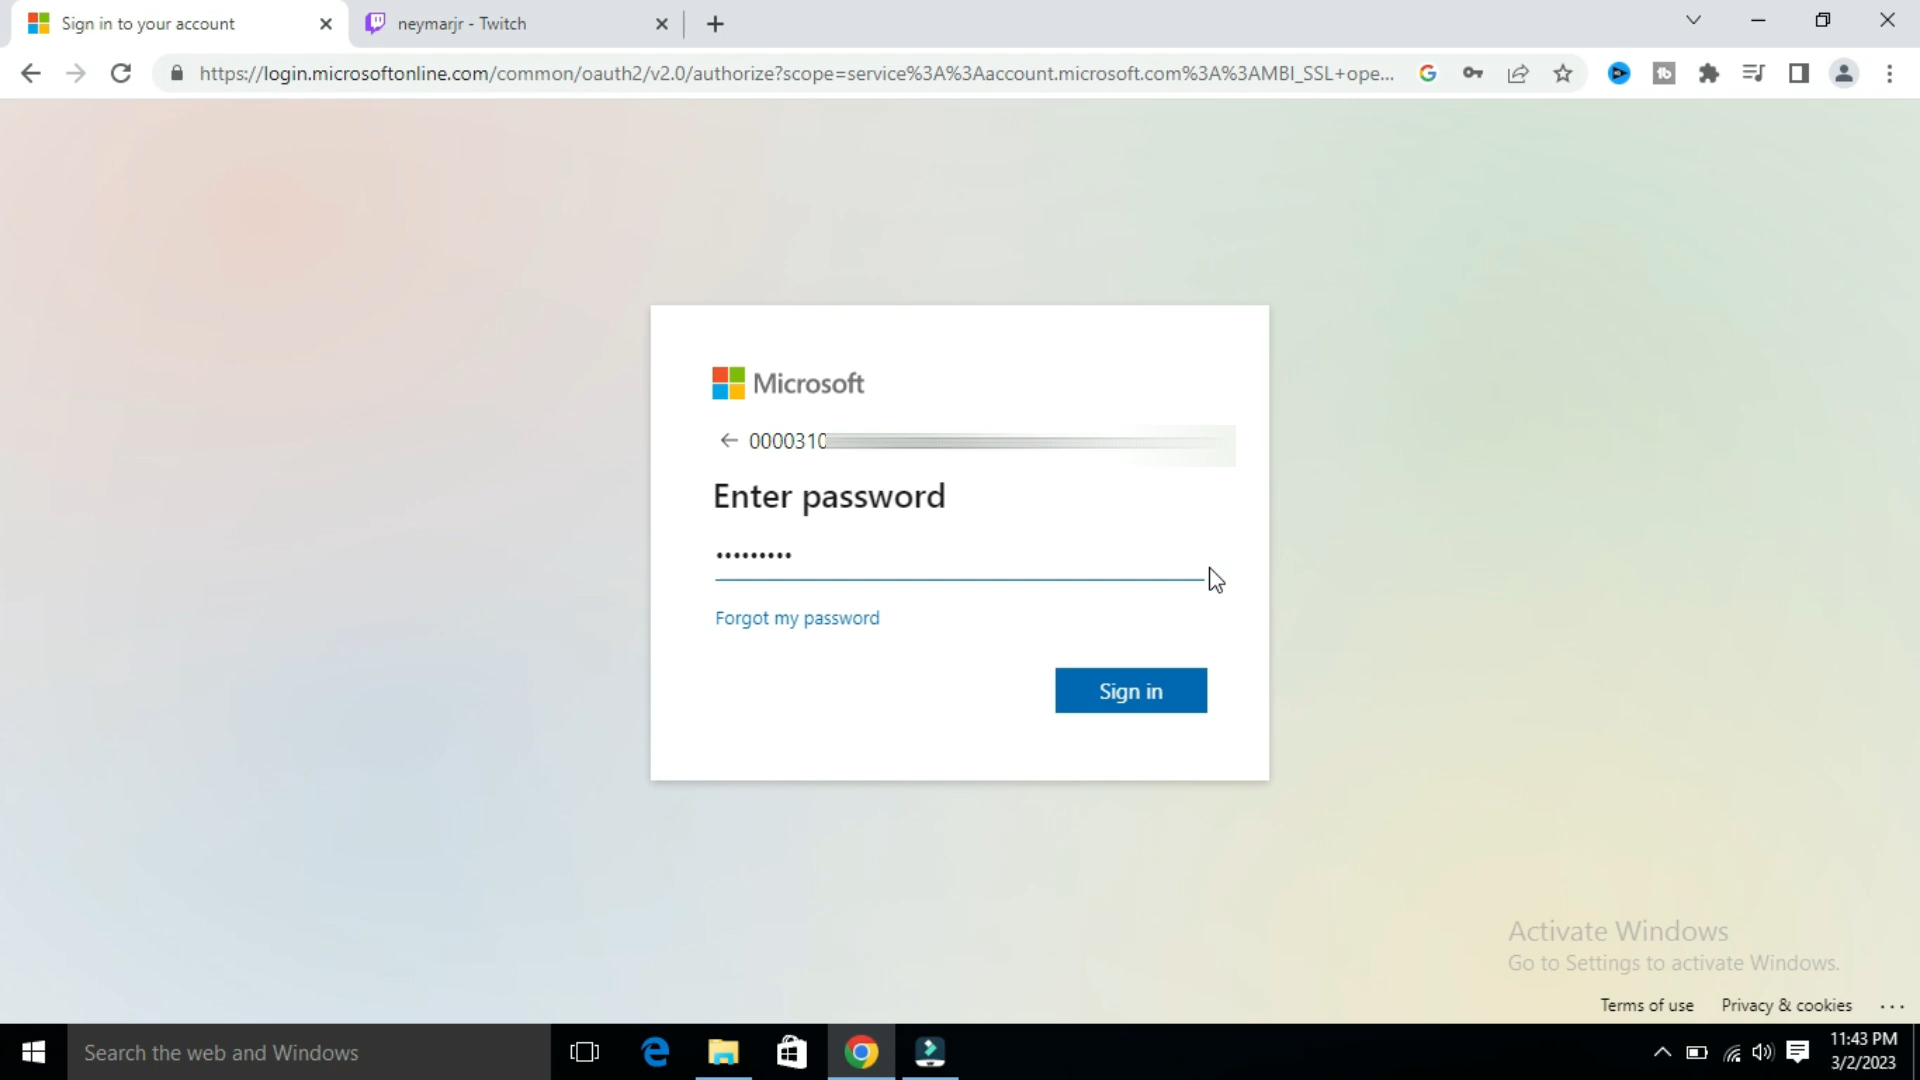 Sign in to your account
neymarjr - Twitch
https://login.microsoftonline.com/common/oauth2/v2.0/authorize?scope=service%3A%3Aaccount.microsoft.com%3A%3AMBI_SSL+ope...
Microsoft
0000310
Enter password
•••••••••
Forgot my password
Sign in
Activate Windows
Go to Settings to activate Windows.
Terms of use Privacy & cookies ...
Search the web and Windows
11:43 PM
3/2/2023